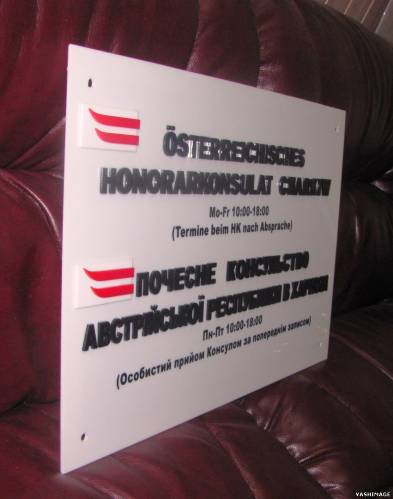 ÖSTERREICHISCHES
HONORARKONSULAT CHARKIW
Mo-Fr 10:00-18:00
(Termine beim HK nach Absprache)
ПОЧЕСНЕ КОНСУЛЬСТВО
АВСТРІЙСЬКОЇ РЕСПУБЛІКИ В ХАРКОВІ
Пн-Пт 10:00-18:00
(Особистий прийом Консулом за попереднім записом)
YASHIMAGE